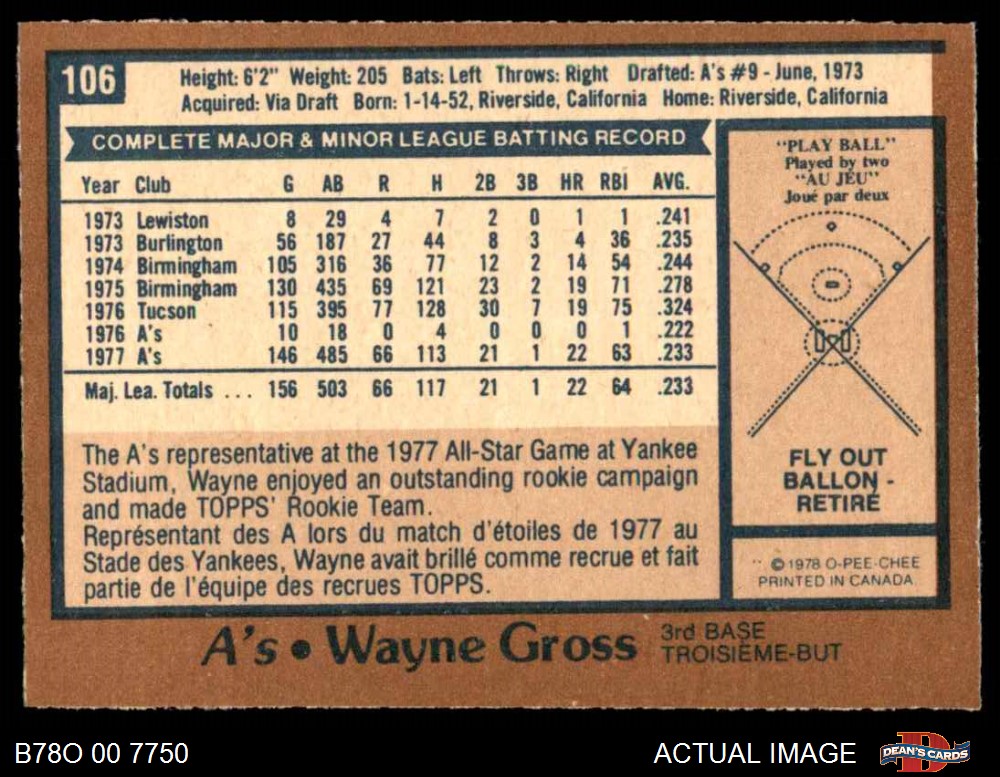 106
Height: 6'2" Weight: 205 Bats: Left Throws: Right Drafted: A's #9 - June, 1973
Acquired: Via Draft Born: 1-14-52, Riverside, California Home: Riverside, California
COMPLETE MAJOR & MINOR LEAGUE BATTING RECORD
Year Club G AB R H 2B 3B HR RBI AVG.
1973 Lewiston 8 29 4 7 2 0 1 1 .241
1973 Burlington 56 187 27 44 8 3 4 36 .235
1974 Birmingham 105 316 36 77 12 2 14 54 .244
1975 Birmingham 130 435 69 121 23 2 19 71 .278
1976 Tucson 115 395 77 128 30 7 19 75 .324
1976 A's 10 18 0 4 0 0 0 1 .222
1977 A's 146 485 66 113 21 1 22 63 .233
Maj. Lea. Totals ... 156 503 66 117 21 1 22 64 .233
The A's representative at the 1977 All-Star Game at Yankee
Stadium, Wayne enjoyed an outstanding rookie campaign
and made TOPPS' Rookie Team.
Représentant des A lors du match d'étoiles de 1977 au
Stade des Yankees, Wayne avait brillé comme recrue et fait
partie de l'équipe des recrues TOPPS.
"PLAY BALL"
Played by two
"AU JEU"
Joué par deux
FLY OUT
BALLON -
RETIRÉ
© 1978 O-PEE-CHEE
PRINTED IN CANADA.
A's • Wayne Gross
3rd BASE
TROISIÈME-BUT
B78O 00 7750
ACTUAL IMAGE
DEAN'S CARDS